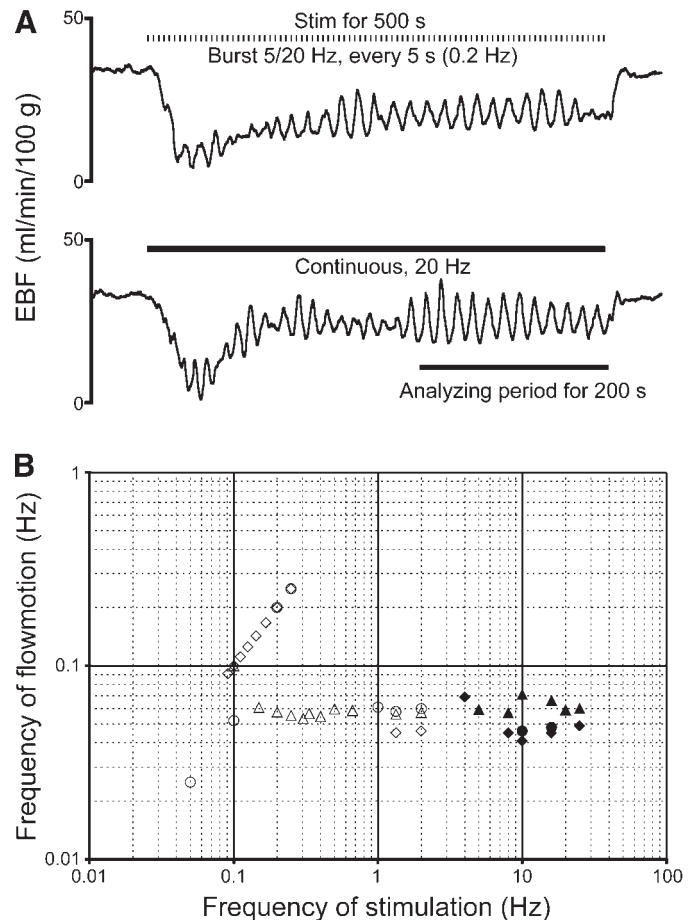 A
50
Stim for 500 s
Burst 5/20 Hz, every 5 s (0.2 Hz)
0
EBF (ml/min/100 g)
50
Continuous, 20 Hz
Analyzing period for 200 s
0
B
Frequency of flowmotion (Hz)
1
0.1
0.01
0.01
0.1
1
10
100
Frequency of stimulation (Hz)